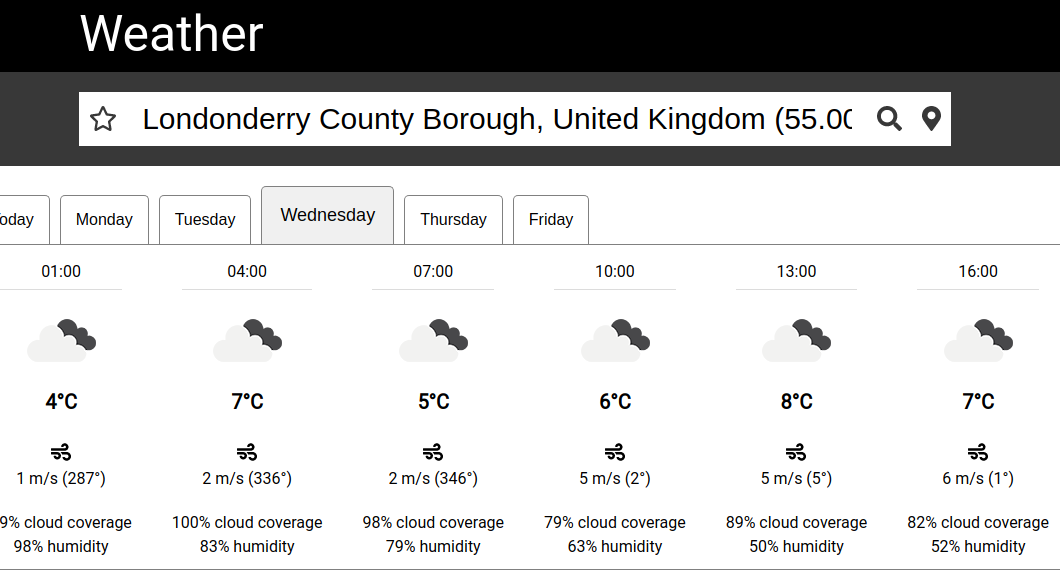 Weather
Londonderry County Borough, United Kingdom (55.00
oday Monday Tuesday Wednesday Thursday Friday
01:00 04:00 07:00 10:00 13:00 16:00
4°C 7°C 5°C 6°C 8°C 7°C
1 m/s (287°) 2 m/s (336°) 2 m/s (346°) 5 m/s (2°) 5 m/s (5°) 6 m/s (1°)
9% cloud coverage 100% cloud coverage 98% cloud coverage 79% cloud coverage 89% cloud coverage 82% cloud coverage
98% humidity 83% humidity 79% humidity 63% humidity 50% humidity 52% humidity